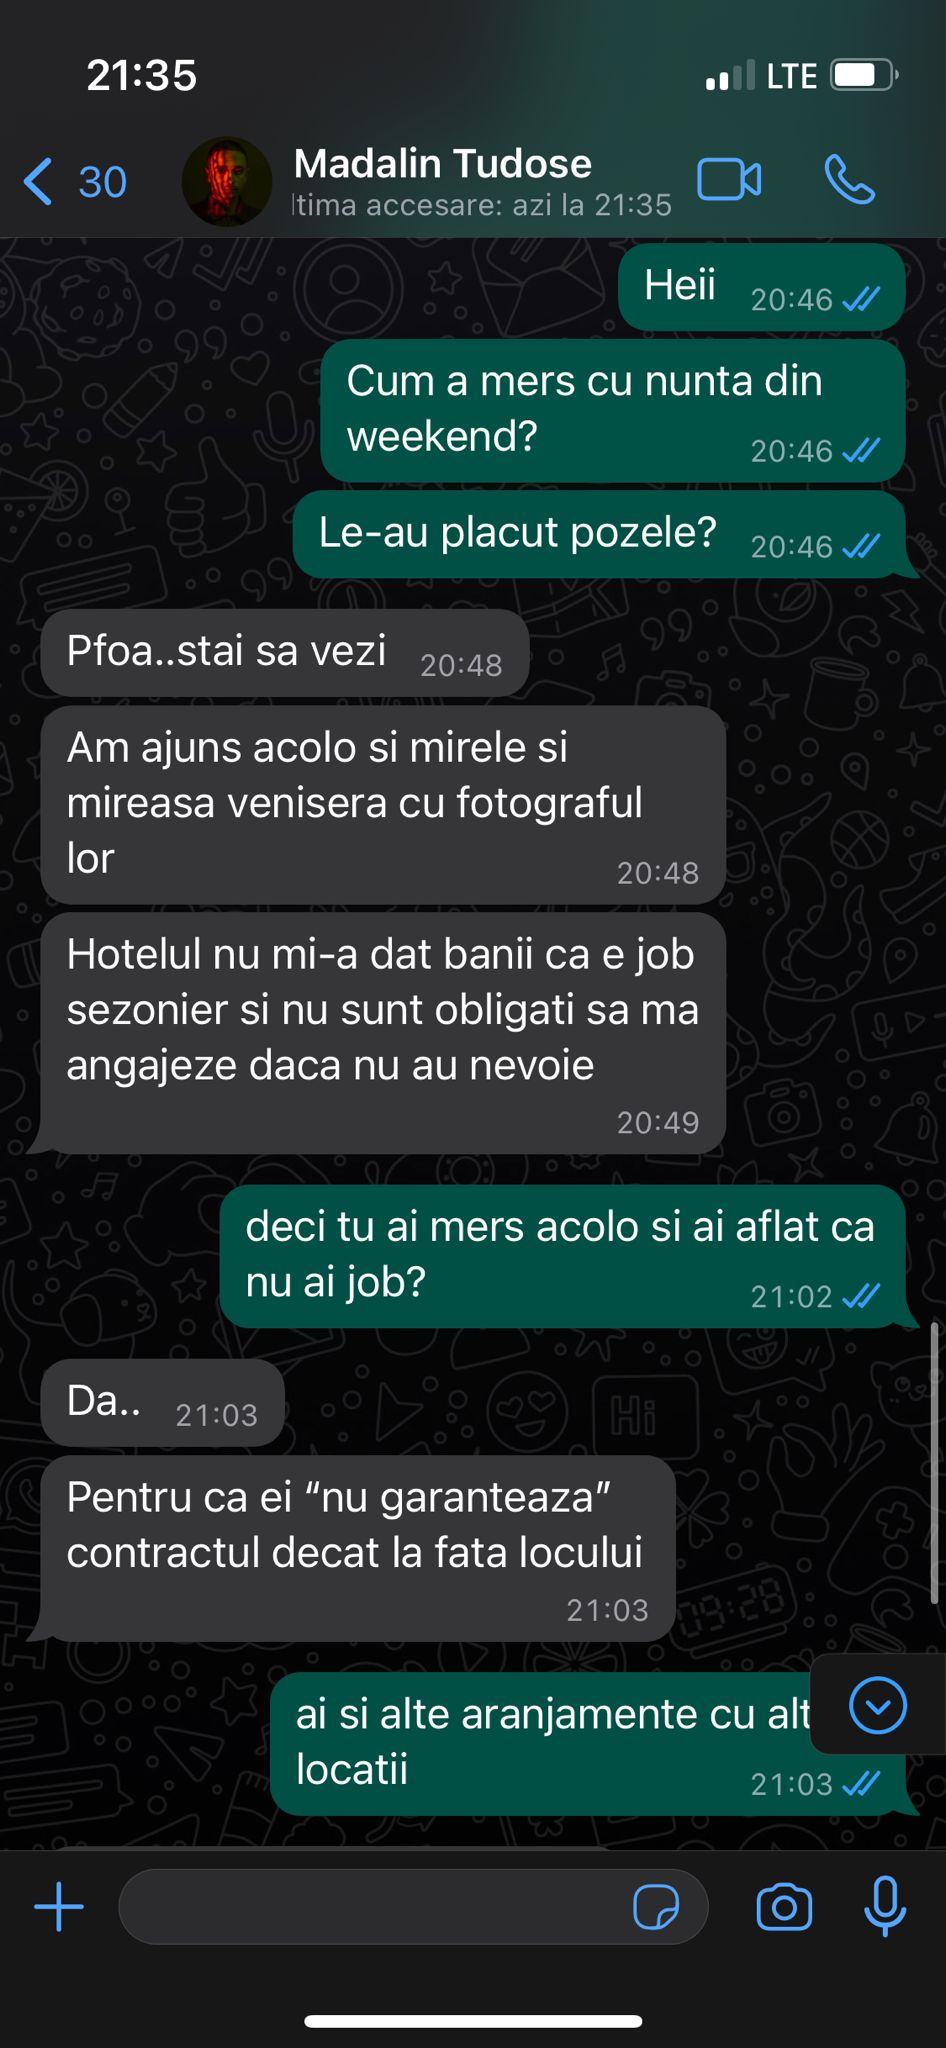 21:35
LTE
30
Madalin Tudose
ltima accesare: azi la 21:35
Heii
20:46
Cum a mers cu nunta din
weekend?
20:46
Le-au placut pozele?
20:46
Pfoa..stai sa vezi
20:48
Am ajuns acolo si mirele si
mireasa venisera cu fotograful
lor
20:48
Hotelul nu mi-a dat banii ca e job
sezonier si nu sunt obligati sa ma
angajeze daca nu au nevoie
20:49
deci tu ai mers acolo si ai aflat ca
nu ai job?
21:02
Da..
21:03
Pentru ca ei “nu garanteaza”
contractul decat la fata locului
21:03
ai si alte aranjamente cu alt
locatii
21:03
Hi
09:28